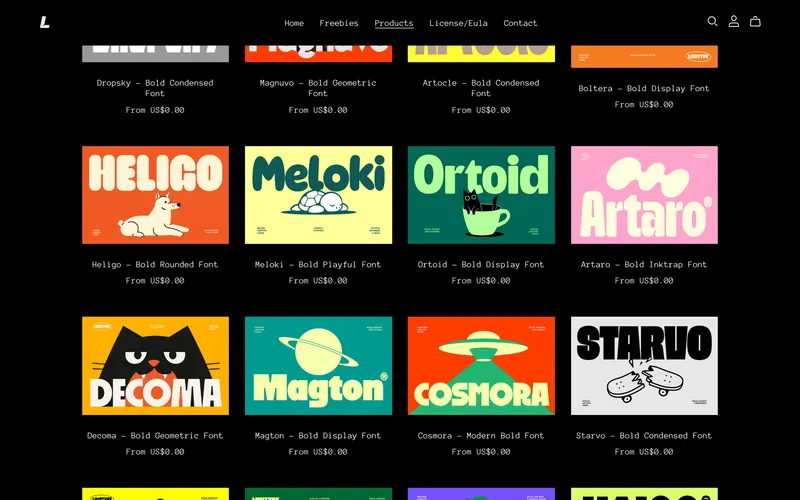 L
Home Freebies Products License/Eula Contact
Dropsky – Bold Condensed
Font
From US$0.00
Magnuvo – Bold Geometric
Font
From US$0.00
Artocle – Bold Condensed
Font
From US$0.00
Boltera – Bold Display Font
From US$0.00
HELIGO
Heligo – Bold Rounded Font
From US$0.00
Meloki
Meloki – Bold Playful Font
From US$0.00
Ortoid
Ortoid – Bold Display Font
From US$0.00
Artaro®
Artaro – Bold Inktrap Font
From US$0.00
DECOMA
Decoma – Bold Geometric Font
From US$0.00
Magton®
Magton – Bold Display Font
From US$0.00
COSMORA
Cosmora – Modern Bold Font
From US$0.00
STARVO
Starvo – Bold Condensed Font
From US$0.00